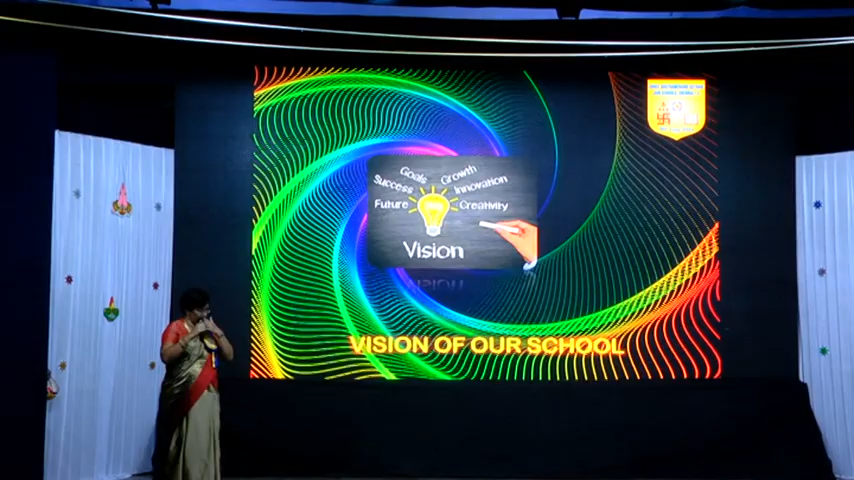 Goals Growth
Success Innovation
Future Creativity
Vision
VISION OF OUR SCHOOL